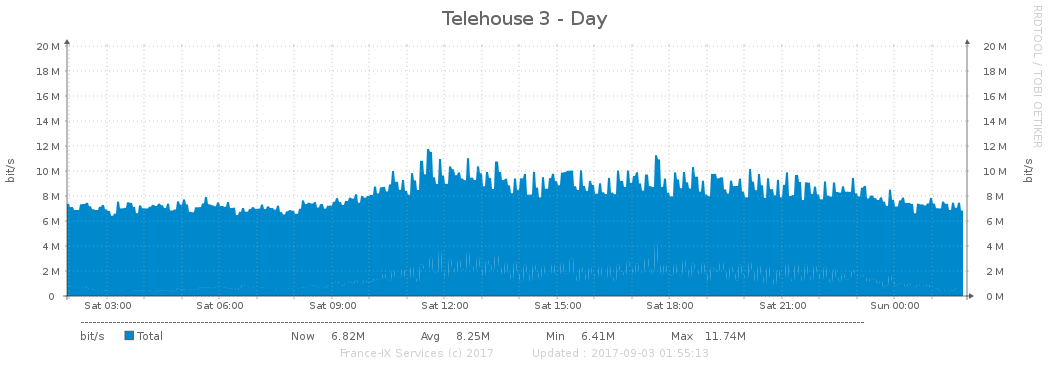 Telehouse 3 - Day
RRDTOOL / TOBI OETIKER
bit/s
20 M 20 M
18 M 18 M
16 M 16 M
14 M 14 M
12 M 12 M
10 M 10 M
8 M 8 M
6 M 6 M
4 M 4 M
2 M 2 M
0 0 M
bit/s
Sat 03:00 Sat 06:00 Sat 09:00 Sat 12:00 Sat 15:00 Sat 18:00 Sat 21:00 Sun 00:00
bit/s Total Now 6.82M Avg 8.25M Min 6.41M Max 11.74M
France-IX Services (c) 2017 Updated : 2017-09-03 01:55:13